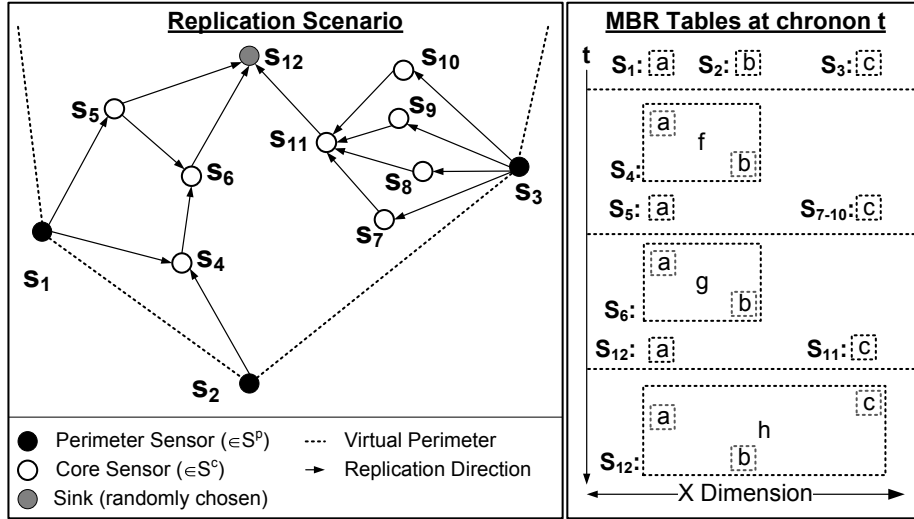 Replication Scenario
S12
S10
S5
S9
S11
S6
S8
S3
S7
S4
S1
S2
Perimeter Sensor (∈Sᵖ)
Virtual Perimeter
Core Sensor (∈Sᶜ)
Replication Direction
Sink (randomly chosen)
MBR Tables at chronon t
t
S1: a S2: b S3: c
a
f
b
S4:
S5: a S7-10: c
a
g
b
S6:
S12: a S11: c
c
a
h
b
S12:
X Dimension